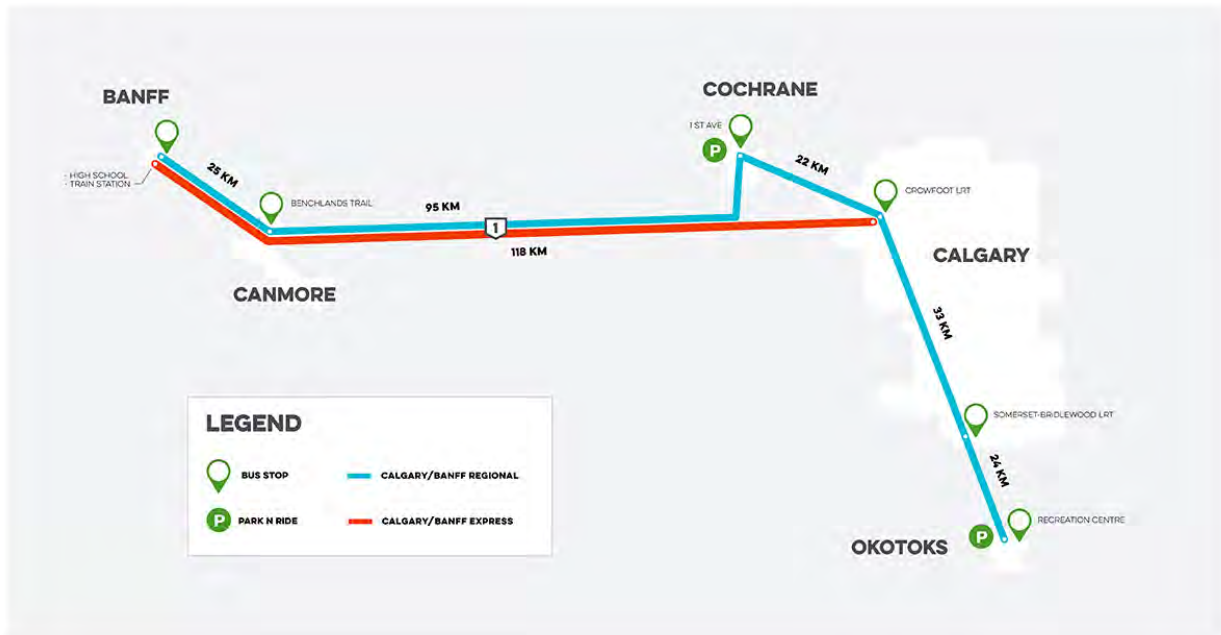 BANFF
COCHRANE
1 ST AVE
P
HIGH SCHOOL
- TRAIN STATION
25 KM
22 KM
BENCHLANDS TRAIL
95 KM
CROWFOOT LRT
1
118 KM
CALGARY
CANMORE
33 KM
LEGEND
SOMERSET-BRIDLEWOOD LRT
BUS STOP
CALGARY/BANFF REGIONAL
24 KM
P
PARK N RIDE
CALGARY/BANFF EXPRESS
RECREATION CENTRE
P
OKOTOKS